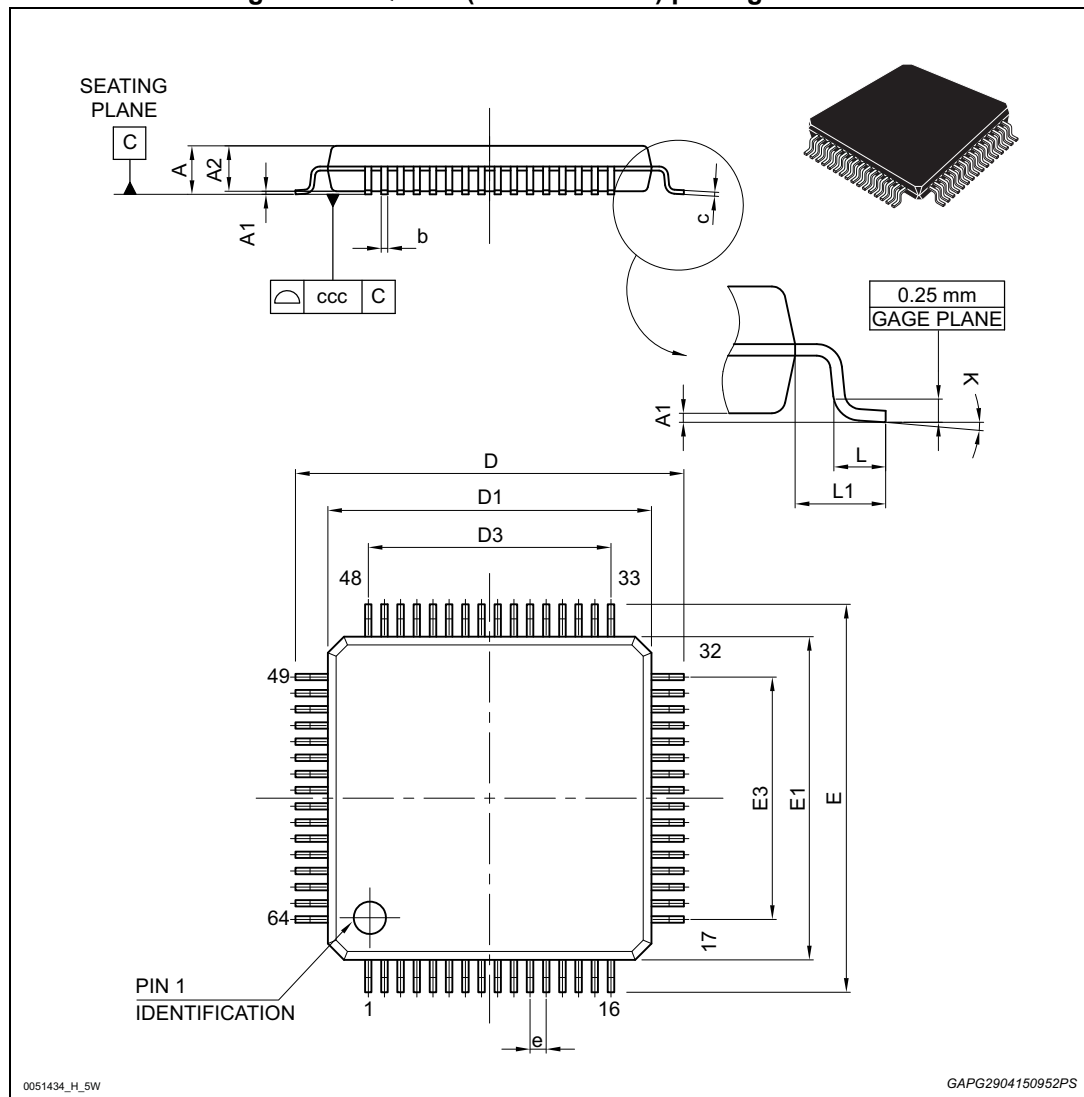 SEATING
PLANE
C
A
A2
A1
b
c
ccc
C
0.25 mm
GAGE PLANE
K
A1
L
L1
D
D1
D3
48
33
32
49
E3
E1
E
64
17
PIN 1
IDENTIFICATION
1
16
e
0051434_H_5W
GAPG2904150952PS